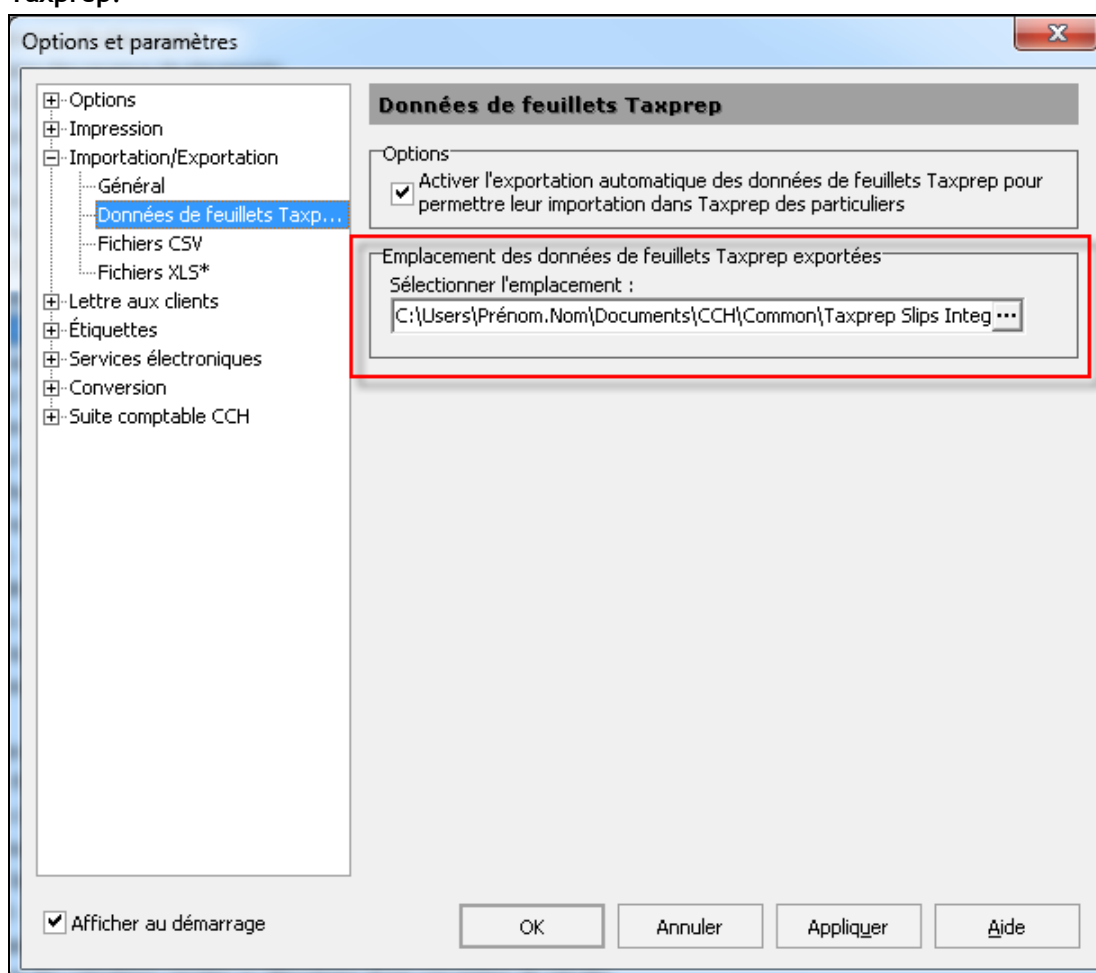 Taxprep.
Options et paramètres
Options
Impression
Importation/Exportation
Général
Données de feuillets Taxp...
Fichiers CSV
Fichiers XLS*
Lettre aux clients
Étiquettes
Services électroniques
Conversion
Suite comptable CCH
Données de feuillets Taxprep
Options
Activer l'exportation automatique des données de feuillets Taxprep pour
permettre leur importation dans Taxprep des particuliers
Emplacement des données de feuillets Taxprep exportées
Sélectionner l'emplacement :
C:\Users\Prénom.Nom\Documents\CCH\Common\Taxprep Slips Integ ...
Afficher au démarrage
OK
Annuler
Appliquer
Aide